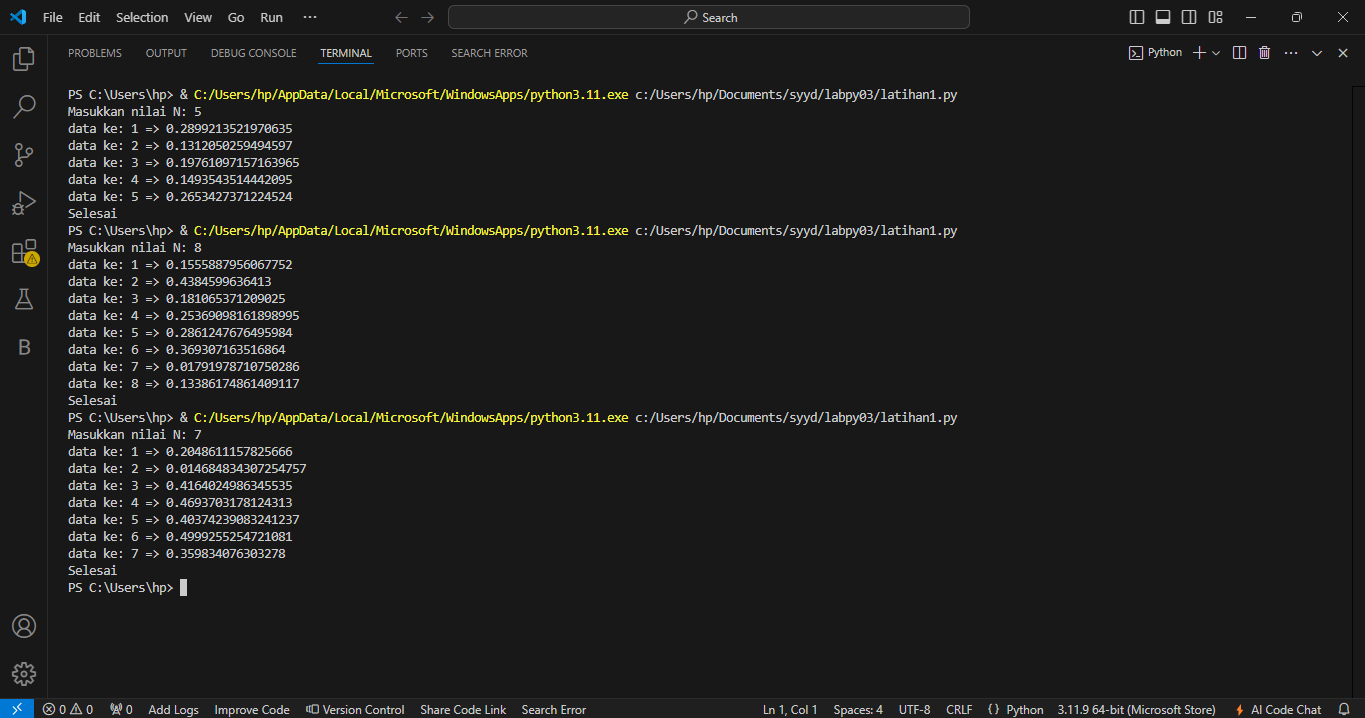 File Edit Selection View Go Run ··· Search
PROBLEMS OUTPUT DEBUG CONSOLE TERMINAL PORTS SEARCH ERROR Python
PS C:\Users\hp> & C:/Users/hp/AppData/Local/Microsoft/WindowsApps/python3.11.exe c:/Users/hp/Documents/syyd/labpy03/latihan1.py
Masukkan nilai N: 5
data ke: 1 => 0.2899213521970635
data ke: 2 => 0.1312050259494597
data ke: 3 => 0.19761097157163965
data ke: 4 => 0.1493543514442095
data ke: 5 => 0.2653427371224524
Selesai
PS C:\Users\hp> & C:/Users/hp/AppData/Local/Microsoft/WindowsApps/python3.11.exe c:/Users/hp/Documents/syyd/labpy03/latihan1.py
Masukkan nilai N: 8
data ke: 1 => 0.1555887956067752
data ke: 2 => 0.4384599636413
data ke: 3 => 0.181065371209025
data ke: 4 => 0.25369098161898995
data ke: 5 => 0.2861247676495984
data ke: 6 => 0.369307163516864
data ke: 7 => 0.01791978710750286
data ke: 8 => 0.13386174861409117
Selesai
PS C:\Users\hp> & C:/Users/hp/AppData/Local/Microsoft/WindowsApps/python3.11.exe c:/Users/hp/Documents/syyd/labpy03/latihan1.py
Masukkan nilai N: 7
data ke: 1 => 0.2048611157825666
data ke: 2 => 0.014684834307254757
data ke: 3 => 0.4164024986345535
data ke: 4 => 0.4693703178124313
data ke: 5 => 0.40374239083241237
data ke: 6 => 0.4999255254721081
data ke: 7 => 0.359834076303278
Selesai
PS C:\Users\hp>
B
0 0 0 Add Logs Improve Code Version Control Share Code Link Search Error Ln 1, Col 1 Spaces: 4 UTF-8 CRLF {} Python 3.11.9 64-bit (Microsoft Store) AI Code Chat